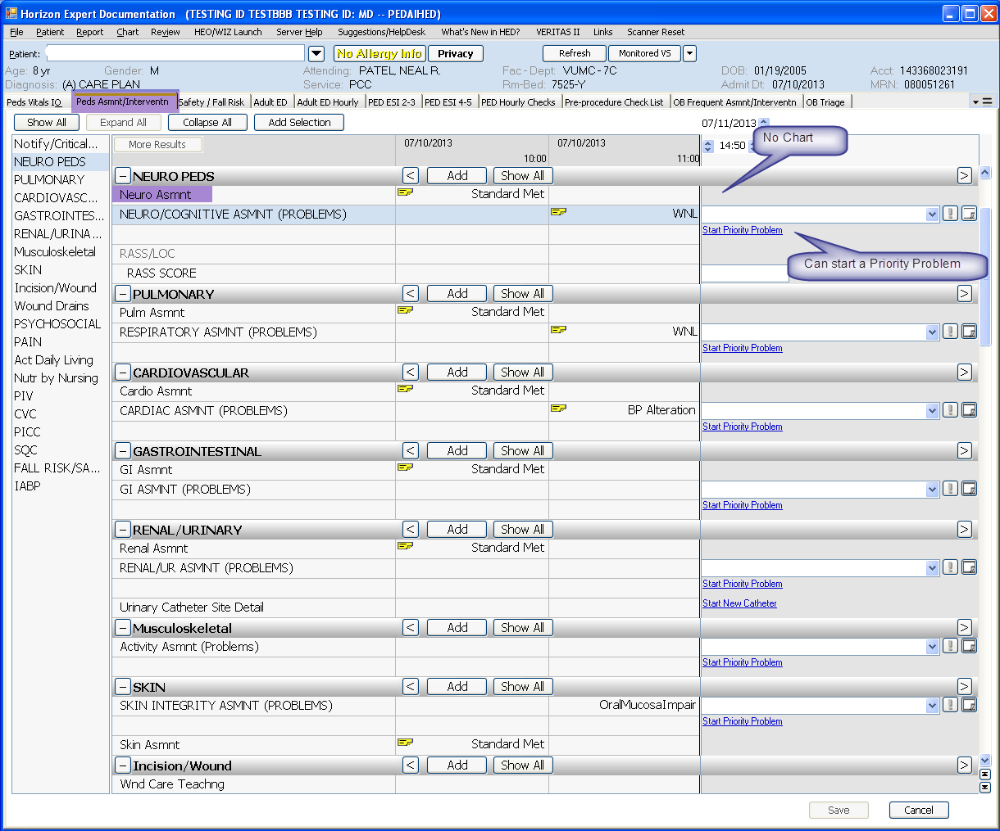 Horizon Expert Documentation (TESTING ID TESTBBB TESTING ID: MD -- PEDAIHED)
File Patient Report Chart Review HEO/WIZ Launch Server Help Suggestions/HelpDesk What's New in HED? VERITAS II Links Scanner Reset
Patient: No Allergy Info Privacy Refresh Monitored VS
Age: 8 yr Gender: M Attending: PATEL, NEAL R. Fac - Dept: VUMC - 7C DOB: 01/19/2005 Acct: 143368023191
Diagnosis: (A) CARE PLAN Service: PCC Rm-Bed: 7525-Y Admit Dt: 07/10/2013 MRN: 080051261
Peds Vitals IO Peds Asmnt/Interventn Safety / Fall Risk Adult ED Adult ED Hourly PED ESI 2-3 PED ESI 4-5 PED Hourly Checks Pre-procedure Check List OB Frequent Asmnt/Interventn OB Triage
Show All Expand All Collapse All Add Selection 07/11/2013
Notify/Critical...
NEURO PEDS
PULMONARY
CARDIOVASC...
GASTROINTES...
RENAL/URINA...
Musculoskeletal
SKIN
Incision/Wound
Wound Drains
PSYCHOSOCIAL
PAIN
Act Daily Living
Nutr by Nursing
PIV
CVC
PICC
SQC
FALL RISK/SA...
IABP
More Results 07/10/2013 10:00 07/10/2013 11:00 14:50
No Chart
− NEURO PEDS < Add Show All >
Neuro Asmnt Standard Met
NEURO/COGNITIVE ASMNT (PROBLEMS) WNL !
Start Priority Problem
RASS/LOC
Can start a Priority Problem
RASS SCORE
− PULMONARY < Add Show All >
Pulm Asmnt Standard Met
RESPIRATORY ASMNT (PROBLEMS) WNL !
Start Priority Problem
− CARDIOVASCULAR < Add Show All >
Cardio Asmnt Standard Met
CARDIAC ASMNT (PROBLEMS) BP Alteration !
Start Priority Problem
− GASTROINTESTINAL < Add Show All >
GI Asmnt Standard Met
GI ASMNT (PROBLEMS) !
Start Priority Problem
− RENAL/URINARY < Add Show All >
Renal Asmnt Standard Met
RENAL/UR ASMNT (PROBLEMS) !
Start Priority Problem
Urinary Catheter Site Detail Start New Catheter
− Musculoskeletal < Add Show All >
Activity Asmnt (Problems) !
Start Priority Problem
− SKIN < Add Show All >
SKIN INTEGRITY ASMNT (PROBLEMS) OralMucosaImpair !
Start Priority Problem
Skin Asmnt Standard Met
− Incision/Wound < Add Show All >
Wnd Care Teachng
Save Cancel